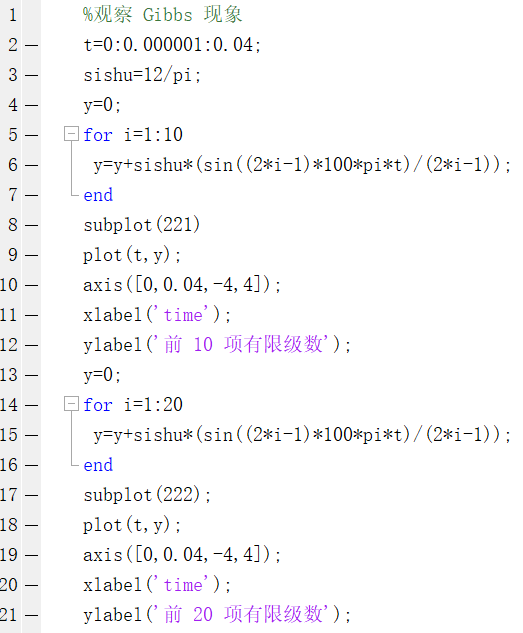 1 %观察 Gibbs 现象
2 — t=0:0.000001:0.04;
3 — sishu=12/pi;
4 — y=0;
5 — for i=1:10
6 — y=y+sishu*(sin((2*i-1)*100*pi*t)/(2*i-1));
7 — end
8 — subplot(221)
9 — plot(t,y);
10 — axis([0,0.04,-4,4]);
11 — xlabel('time');
12 — ylabel('前 10 项有限级数');
13 — y=0;
14 — for i=1:20
15 — y=y+sishu*(sin((2*i-1)*100*pi*t)/(2*i-1));
16 — end
17 — subplot(222);
18 — plot(t,y);
19 — axis([0,0.04,-4,4]);
20 — xlabel('time');
21 — ylabel('前 20 项有限级数');